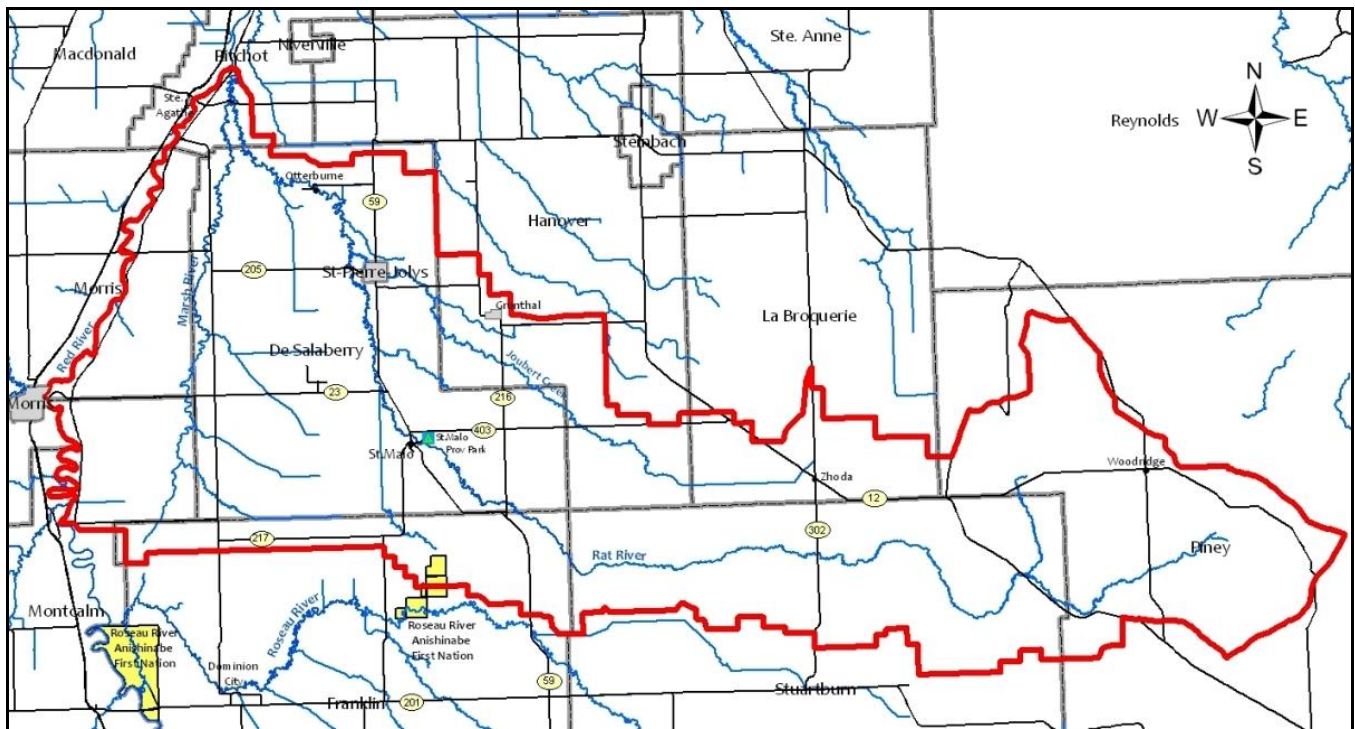 Macdonald
Ritchot
Niverville
Ste. Anne
N
W
E
S
Reynolds
Ste.
Agathe
Steinbach
Otterburne
59
Hanover
205
St-Pierre-Jolys
Marsh River
Morris
Red River
Grunthal
La Broquerie
De Salaberry
Joubert Creek
23
216
Morris
403
St.Malo
Prov Park
St.Malo
Zhoda
Woodridge
12
302
217
Rat River
Piney
Montcalm
Roseau River
Anishinabe
First Nation
Roseau River
Roseau River
Anishinabe
First Nation
Dominion
City
59
Stuartburn
Franklin
201